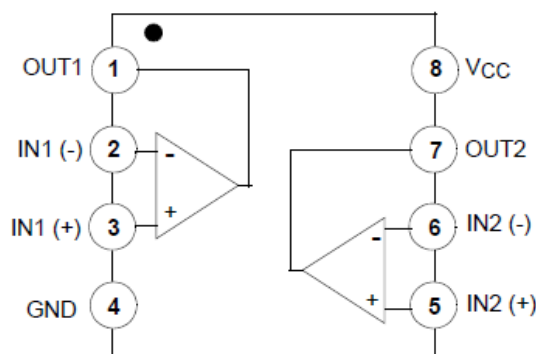 OUT1 1
8 VCC
IN1 (-) 2 -
7 OUT2
IN1 (+) 3 +
- 6 IN2 (-)
GND 4
+ 5 IN2 (+)